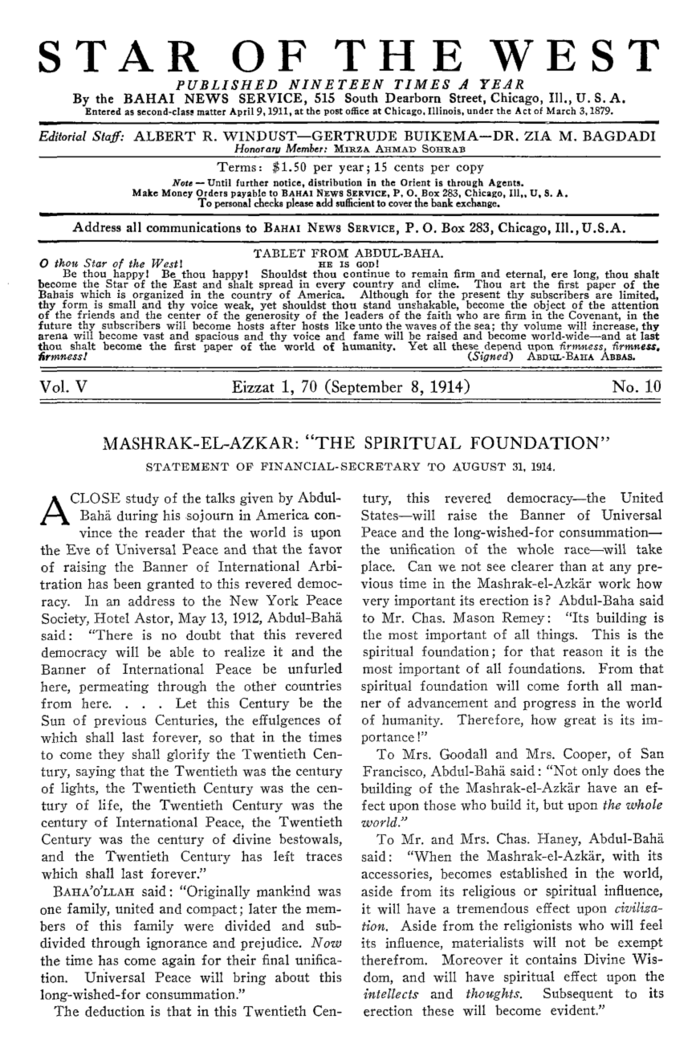 STAR OF THE WEST
PUBLISHED NINETEEN TIMES A YEAR
By the BAHAI NEWS SERVICE, 515 South Dearborn Street, Chicago, Ill., U. S. A.
Entered as second-class matter April 9, 1911, at the post office at Chicago, Illinois, under the Act of March 3, 1879.
Editorial Staff: ALBERT R. WINDUST—GERTRUDE BUIKEMA—DR. ZIA M. BAGDADI
Honorary Member: MIRZA AHMAD SOHRAB
Terms: $1.50 per year; 15 cents per copy
Note — Until further notice, distribution in the Orient is through Agents.
Make Money Orders payable to BAHAI NEWS SERVICE, P. O. Box 283, Chicago, Ill., U. S. A.
To personal checks please add sufficient to cover the bank exchange.
Address all communications to BAHAI NEWS SERVICE, P. O. Box 283, Chicago, Ill., U.S.A.
TABLET FROM ABDUL-BAHA.
O thou Star of the West! HE IS GOD!
Be thou happy! Be thou happy! Shouldst thou continue to remain firm and eternal, ere long, thou shalt
become the Star of the East and shalt spread in every country and clime. Thou art the first paper of the
Bahais which is organized in the country of America. Although for the present thy subscribers are limited,
thy form is small and thy voice weak, yet shouldst thou stand unshakable, become the object of the attention
of the friends and the center of the generosity of the leaders of the faith who are firm in the Covenant, in the
future thy subscribers will become hosts after hosts like unto the waves of the sea; thy volume will increase, thy
arena will become vast and spacious and thy voice and fame will be raised and become world-wide—and at last
thou shalt become the first paper of the world of humanity. Yet all these depend upon firmness, firmness,
firmness! (Signed) ABDUL-BAHA ABBAS.
Vol. V Eizzat 1, 70 (September 8, 1914) No. 10
MASHRAK-EL-AZKAR: "THE SPIRITUAL FOUNDATION"
STATEMENT OF FINANCIAL-SECRETARY TO AUGUST 31, 1914.
A CLOSE study of the talks given by Abdul-
Bahä during his sojourn in America con-
vince the reader that the world is upon
the Eve of Universal Peace and that the favor
of raising the Banner of International Arbi-
tration has been granted to this revered democ-
racy. In an address to the New York Peace
Society, Hotel Astor, May 13, 1912, Abdul-Bahä
said: "There is no doubt that this revered
democracy will be able to realize it and the
Banner of International Peace be unfurled
here, permeating through the other countries
from here. . . . Let this Century be the
Sun of previous Centuries, the effulgences of
which shall last forever, so that in the times
to come they shall glorify the Twentieth Cen-
tury, saying that the Twentieth was the century
of lights, the Twentieth Century was the cen-
tury of life, the Twentieth Century was the
century of International Peace, the Twentieth
Century was the century of divine bestowals,
and the Twentieth Century has left traces
which shall last forever."
BAHA'O'LLAH said: "Originally mankind was
one family, united and compact; later the mem-
bers of this family were divided and sub-
divided through ignorance and prejudice. Now
the time has come again for their final unifica-
tion. Universal Peace will bring about this
long-wished-for consummation."
The deduction is that in this Twentieth Cen-
tury, this revered democracy—the United
States—will raise the Banner of Universal
Peace and the long-wished-for consummation—
the unification of the whole race—will take
place. Can we not see clearer than at any pre-
vious time in the Mashrak-el-Azkär work how
very important its erection is? Abdul-Baha said
to Mr. Chas. Mason Remey: "Its building is
the most important of all things. This is the
spiritual foundation; for that reason it is the
most important of all foundations. From that
spiritual foundation will come forth all man-
ner of advancement and progress in the world
of humanity. Therefore, how great is its im-
portance!"
To Mrs. Goodall and Mrs. Cooper, of San
Francisco, Abdul-Bahä said: "Not only does the
building of the Mashrak-el-Azkär have an ef-
fect upon those who build it, but upon the whole
world."
To Mr. and Mrs. Chas. Haney, Abdul-Bahä
said: "When the Mashrak-el-Azkär, with its
accessories, becomes established in the world,
aside from its religious or spiritual influence,
it will have a tremendous effect upon civiliza-
tion. Aside from the religionists who will feel
its influence, materialists will not be exempt
therefrom. Moreover it contains Divine Wis-
dom, and will have spiritual effect upon the
intellects and thoughts. Subsequent to its
erection these will become evident."